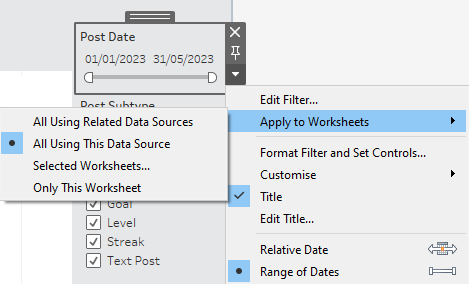 Post Date
01/01/2023 31/05/2023
Post Subtype
Goal
Level
Streak
Text Post
Edit Filter...
Apply to Worksheets
Format Filter and Set Controls...
Customise
Title
Edit Title...
Relative Date
Range of Dates
All Using Related Data Sources
All Using This Data Source
Selected Worksheets...
Only This Worksheet